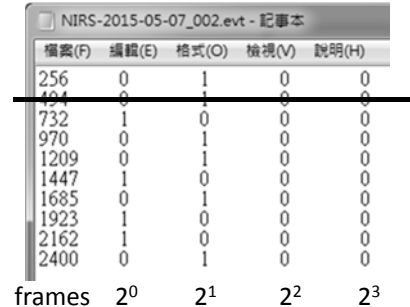 NIRS-2015-05-07_002.evt - 記事本
檔案(F) 編輯(E) 格式(O) 檢視(V) 說明(H)
256 0 1 0 0
494 0 1 0 0
732 1 0 0 0
970 0 1 0 0
1209 0 1 0 0
1447 1 0 0 0
1685 0 1 0 0
1923 1 0 0 0
2162 1 0 0 0
2400 0 1 0 0
frames 2⁰ 2¹ 2² 2³